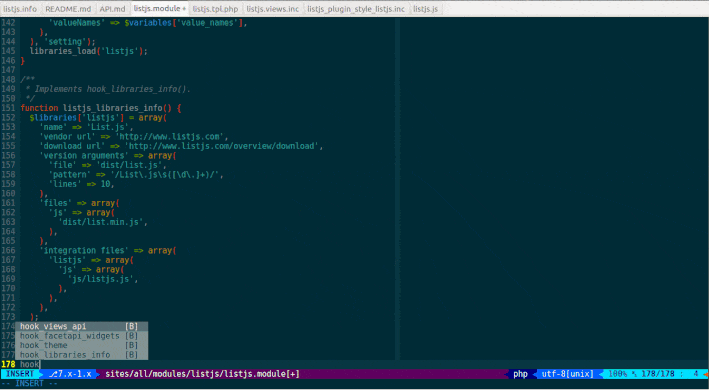 listjs.info README.md API.md listjs.module listjs.tpl.php listjs.views.inc listjs_plugin_style_listjs.inc listjs.js
142 'valueNames' => $variables['value_names'],
143 ),
144 ), 'setting');
145 libraries_load('listjs');
146 }
147
148 /**
149 * Implements hook_libraries_info().
150 */
151 function listjs_libraries_info() {
152 $libraries['listjs'] = array(
153 'name' => 'List.js',
154 'vendor url' => 'http://www.listjs.com',
155 'download url' => 'http://www.listjs.com/overview/download',
156 'version arguments' => array(
157 'file' => 'dist/list.js',
158 'pattern' => '/List\.js\s([\d\.]+)/',
159 'lines' => 10,
160 ),
161 'files' => array(
162 'js' => array(
163 'dist/list.min.js',
164 ),
165 ),
166 'integration files' => array(
167 'listjs' => array(
168 'js' => array(
169 'js/listjs.js',
170 ),
171 ),
172 ),
173 );
174 hook_views_api [B]
175 hook_facetapi_widgets [B]
176 hook_theme [B]
177 hook_libraries_info [B]
178 hook
INSERT 7.x-1.x sites/all/modules/listjs/listjs.module[+] php utf-8[unix] 100% 178/178 : 4
-- INSERT --